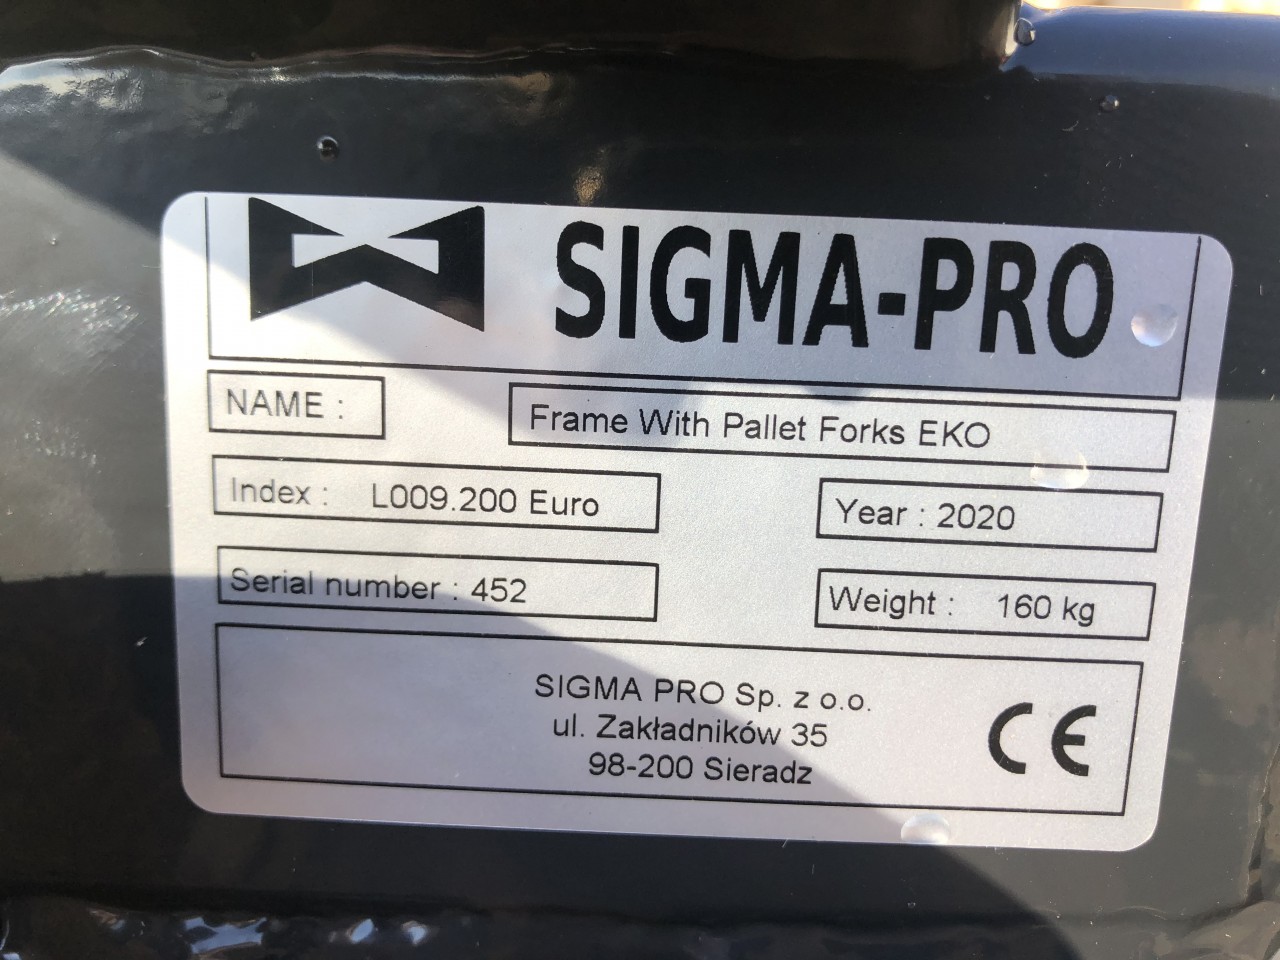 SIGMA-PRO
NAME :
Frame With Pallet Forks EKO
Index : L009.200 Euro
Year : 2020
Serial number : 452
Weight : 160 kg
SIGMA PRO Sp. z o.o.
ul. Zakładników 35
98-200 Sieradz
CE